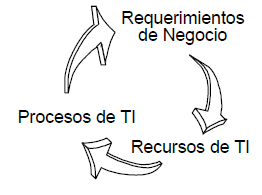 Requerimientos
de Negocio
Procesos de TI
Recursos de TI